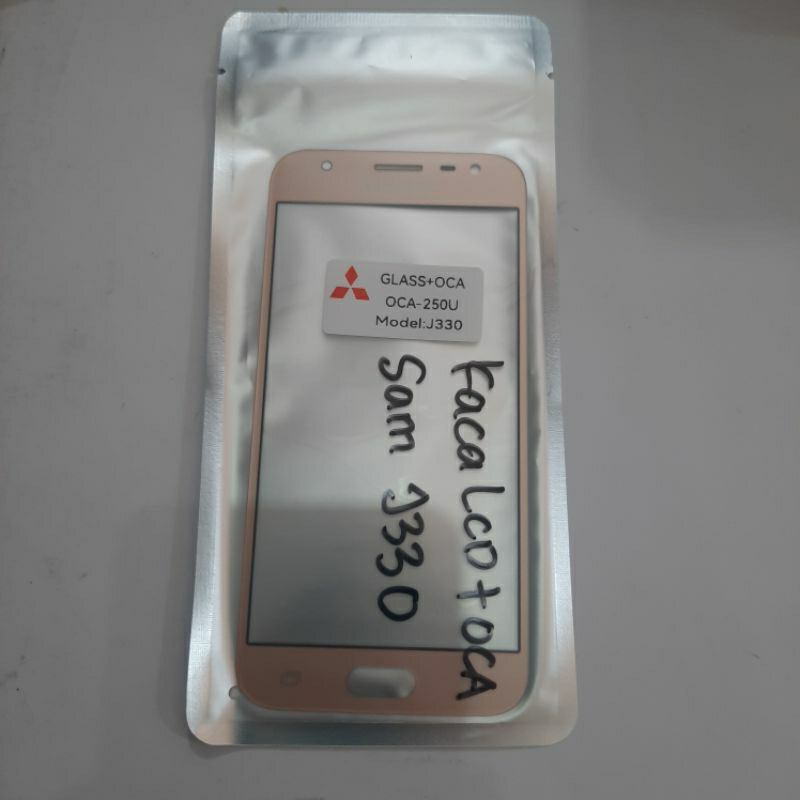 GLASS+OCA
OCA-250U
Model:J330
Kaca LCD + OCA
Sam J330